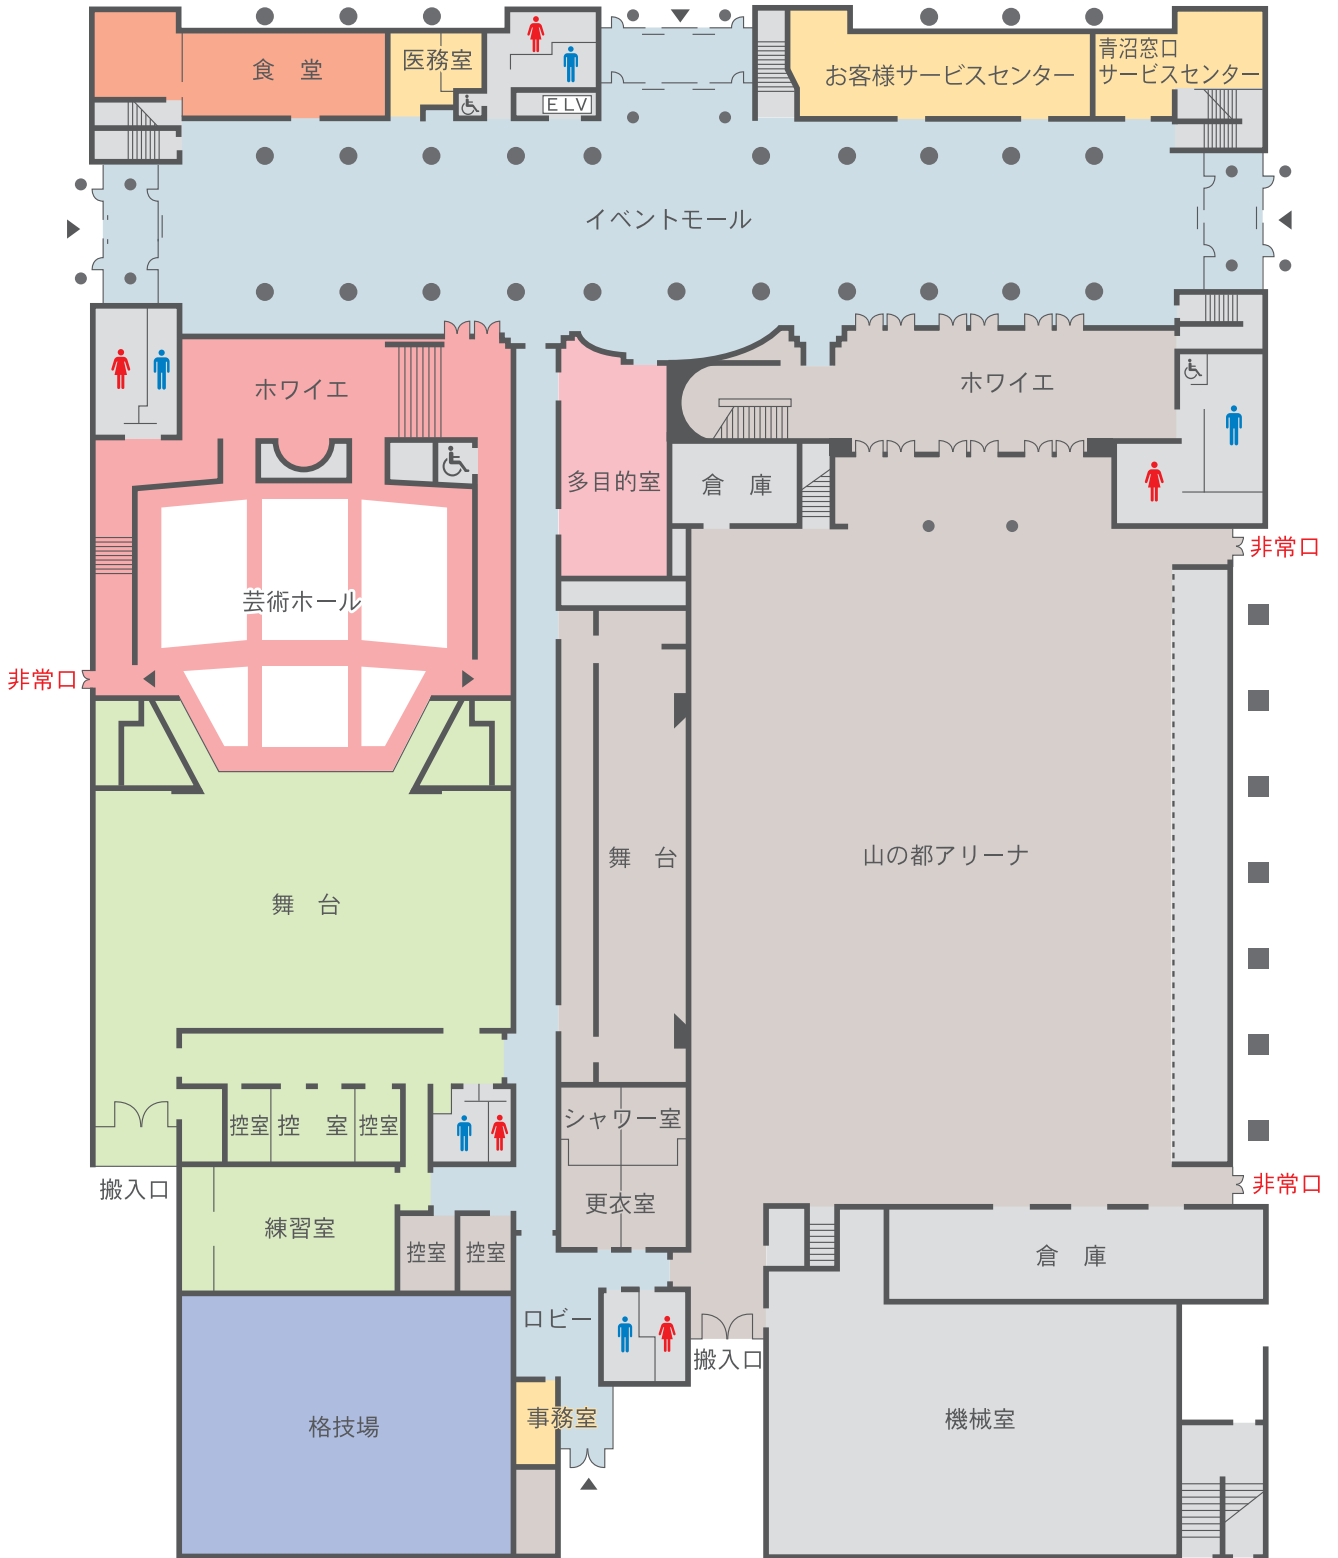 食　堂
医務室
ELV
お客様サービスセンター
青沼窓口
サービスセンター
イベントモール
ホワイエ
ホワイエ
多目的室
倉　庫
非常口
芸術ホール
非常口
舞　台
山の都アリーナ
舞　台
控室
控　室
控室
シャワー室
搬入口
非常口
練習室
更衣室
控室
控室
倉　庫
ロビー
搬入口
事務室
格技場
機械室